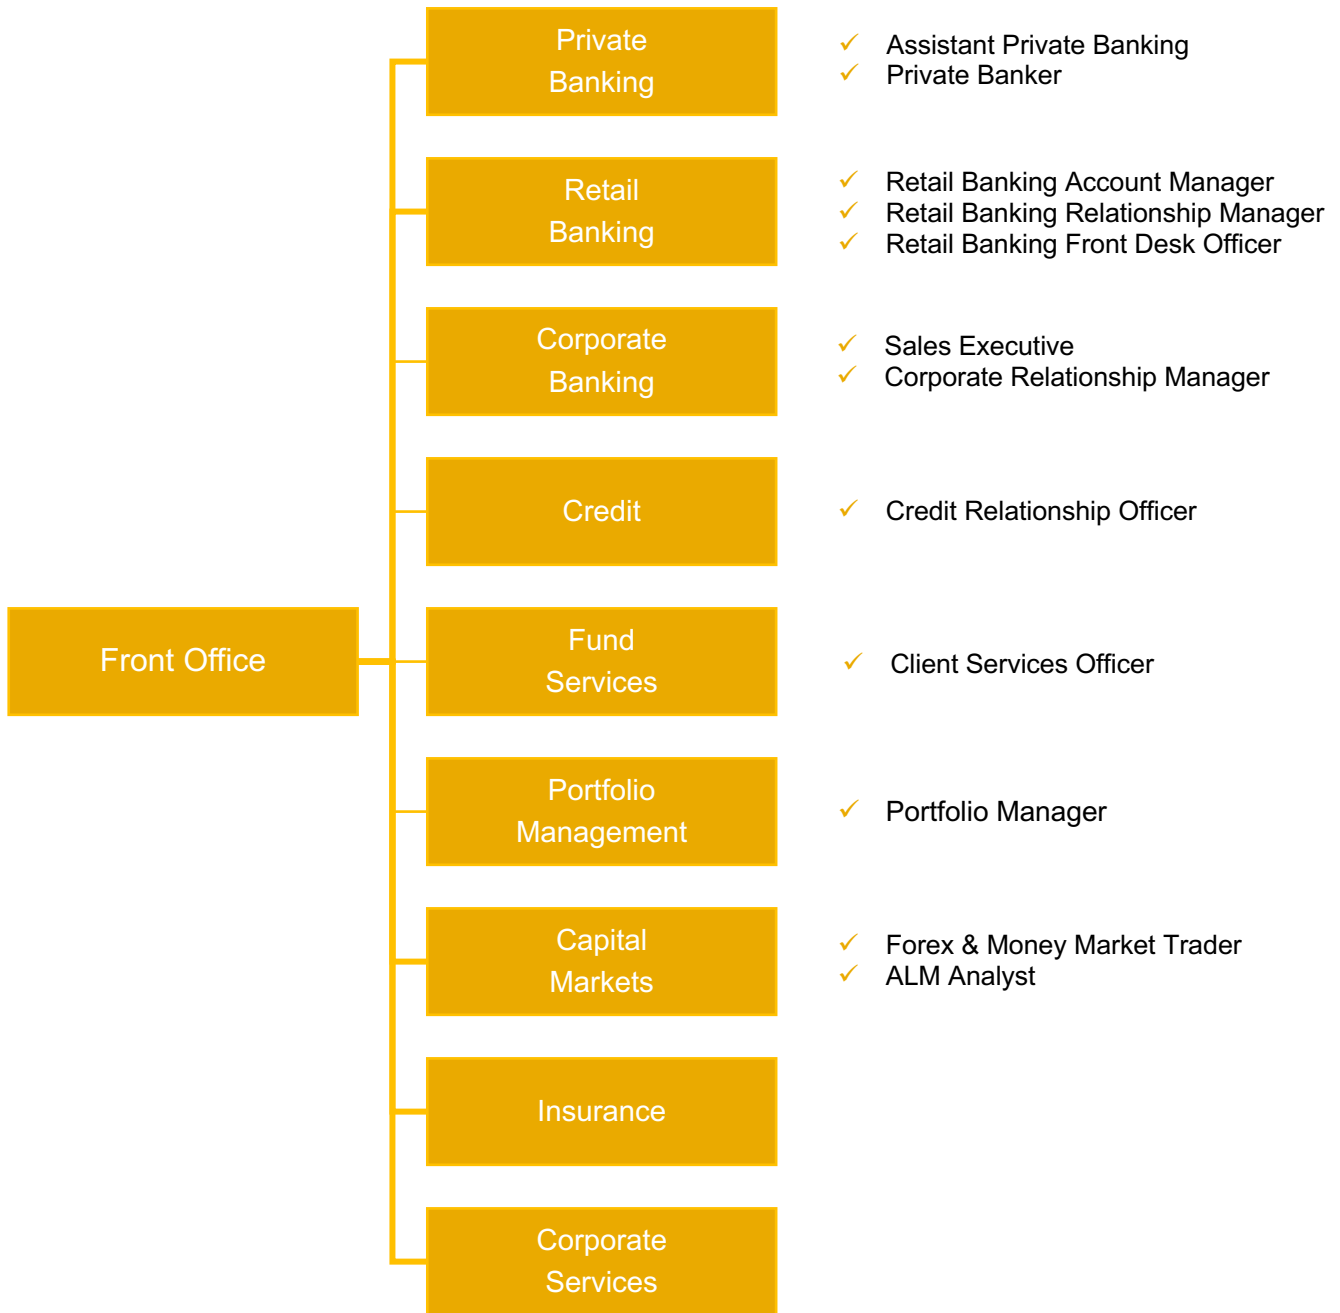 Private
Banking
✓ Assistant Private Banking
✓ Private Banker
Retail
Banking
✓ Retail Banking Account Manager
✓ Retail Banking Relationship Manager
✓ Retail Banking Front Desk Officer
Corporate
Banking
✓ Sales Executive
✓ Corporate Relationship Manager
Credit
✓ Credit Relationship Officer
Front Office
Fund
Services
✓ Client Services Officer
Portfolio
Management
✓ Portfolio Manager
Capital
Markets
✓ Forex & Money Market Trader
✓ ALM Analyst
Insurance
Corporate
Services